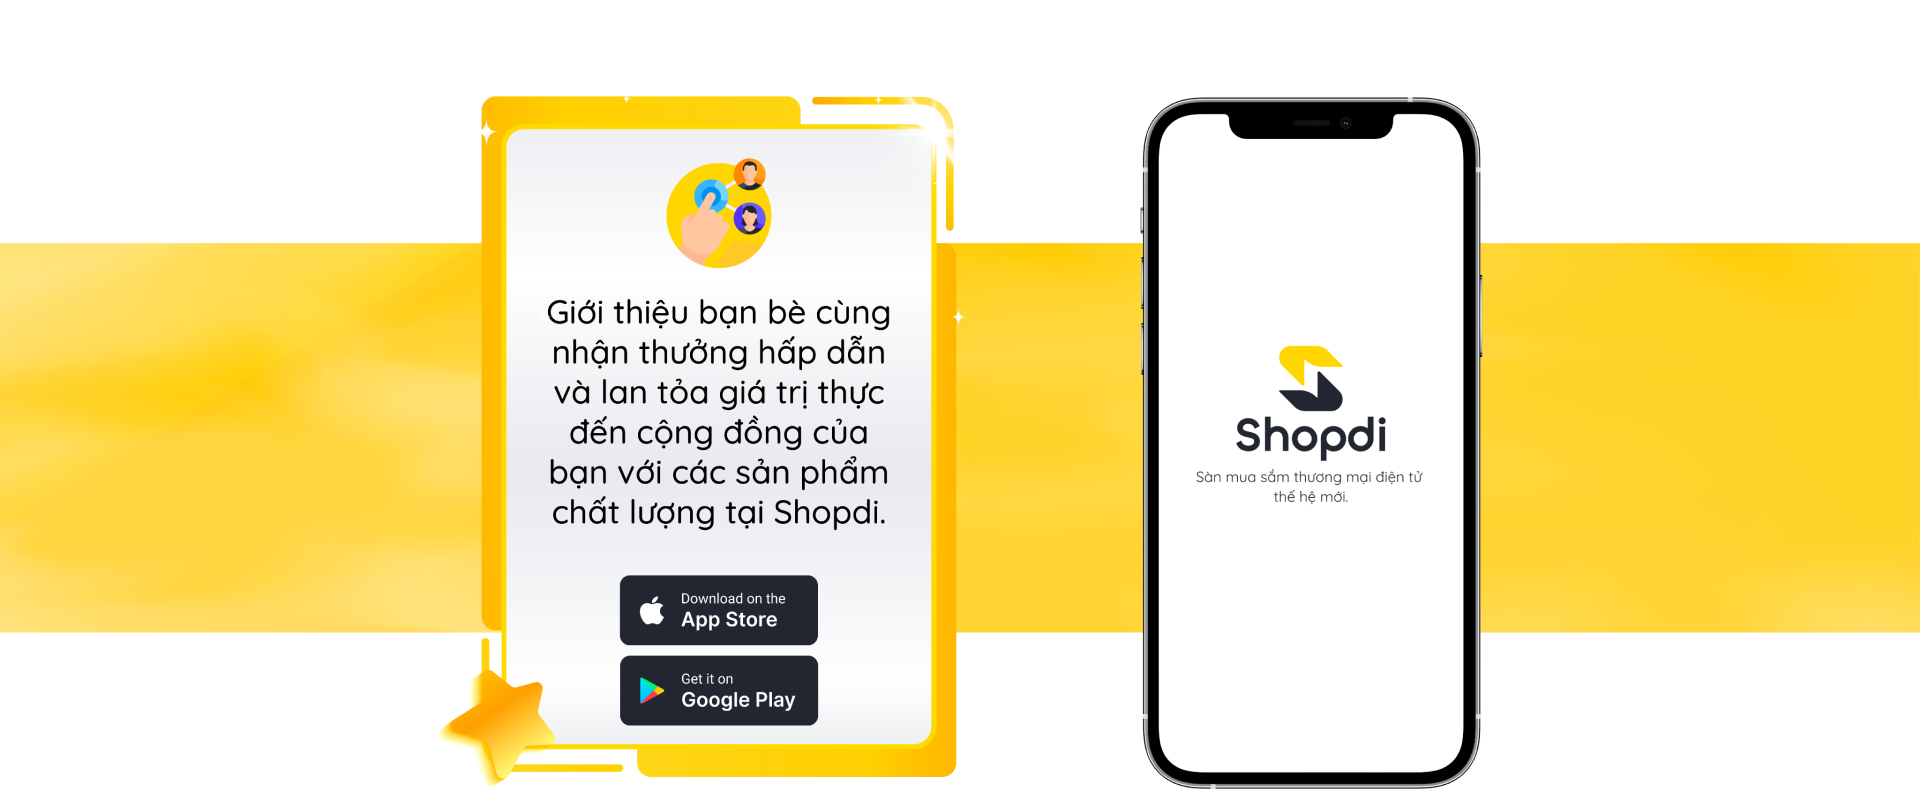 Giới thiệu bạn bè cùng
nhận thưởng hấp dẫn
và lan tỏa giá trị thực
đến cộng đồng của
bạn với các sản phẩm
chất lượng tại Shopdi.
Download on the
App Store
Get it on
Google Play
Shopdi
Sàn mua sắm thương mại điện tử
thế hệ mới.